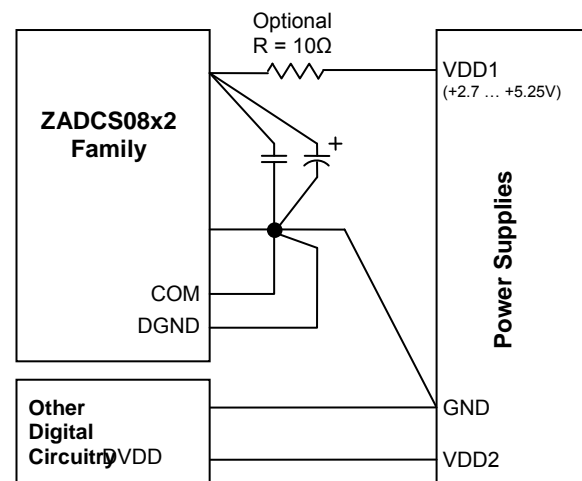 Optional
R = 10Ω
VDD1
(+2.7 ... +5.25V)
ZADCS08x2
Family
+
Power Supplies
COM
DGND
Other
Digital
Circuitry
DVDD
GND
VDD2